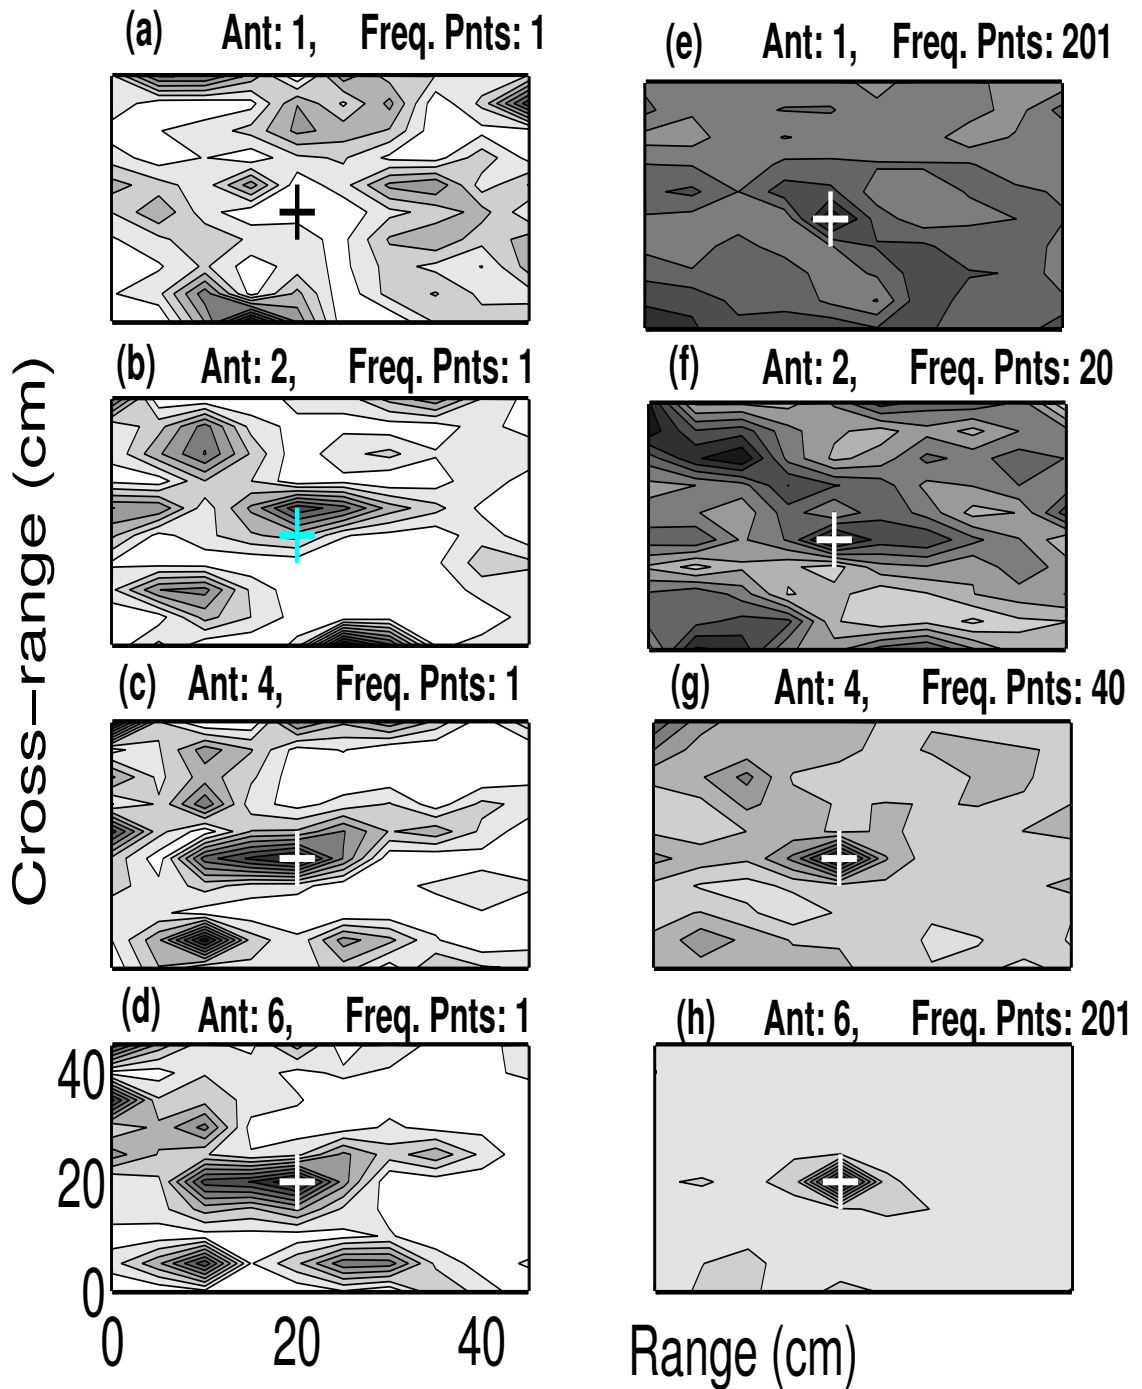 (a) Ant: 1, Freq. Pnts: 1
(e) Ant: 1, Freq. Pnts: 201
(b) Ant: 2, Freq. Pnts: 1
(f) Ant: 2, Freq. Pnts: 20
(c) Ant: 4, Freq. Pnts: 1
(g) Ant: 4, Freq. Pnts: 40
(d) Ant: 6, Freq. Pnts: 1
(h) Ant: 6, Freq. Pnts: 201
Cross−range (cm)
40
20
0
0 20 40
Range (cm)